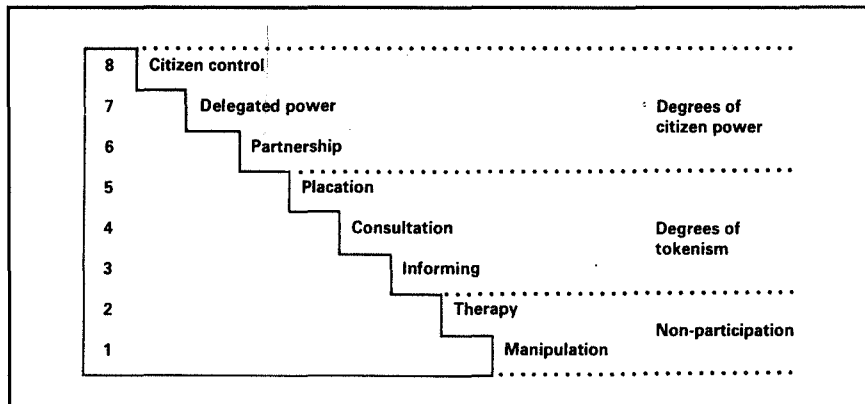 8 Citizen control
7 Delegated power
Degrees of
citizen power
6 Partnership
5 Placation
4 Consultation
Degrees of
tokenism
3 Informing
2 Therapy
Non-participation
1 Manipulation